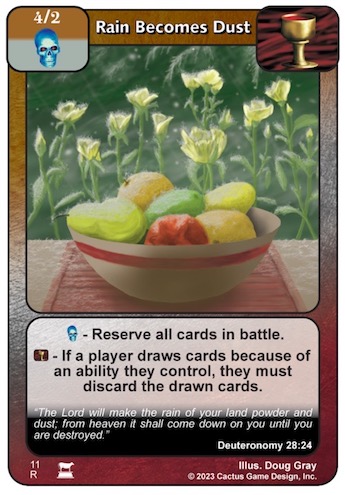 4/2
Rain Becomes Dust
- Reserve all cards in battle.
- If a player draws cards because of
an ability they control, they must
discard the drawn cards.
"The Lord will make the rain of your land powder and
dust; from heaven it shall come down on you until you
are destroyed."
Deuteronomy 28:24
11
R
Illus. Doug Gray
© 2023 Cactus Game Design, Inc.